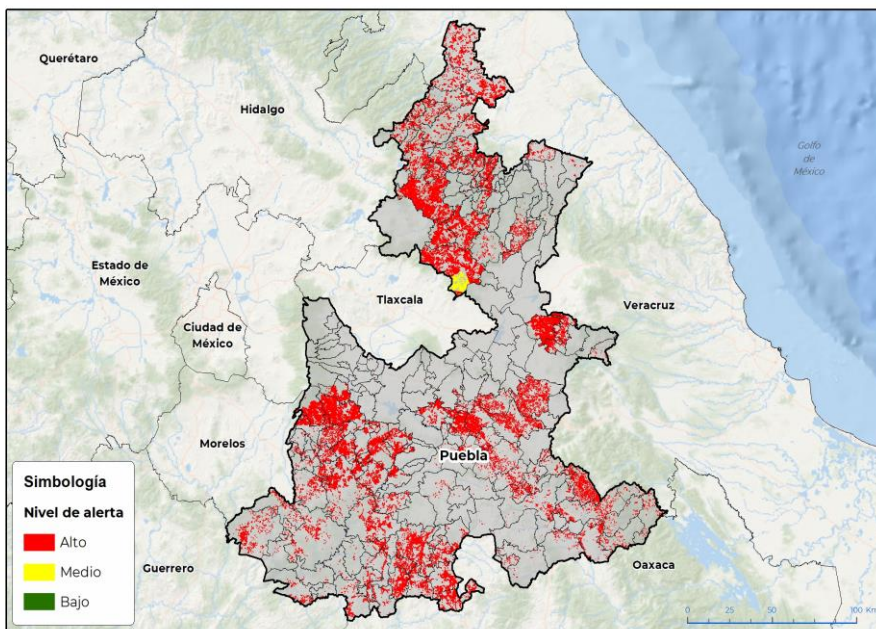 Querétaro
Hidalgo
Golfo
de
México
Estado de
México
Tlaxcala
Veracruz
Ciudad de
México
Morelos
Puebla
Simbología
Nivel de alerta
Alto
Medio
Bajo
Guerrero
Oaxaca
0 25 50 100 Km